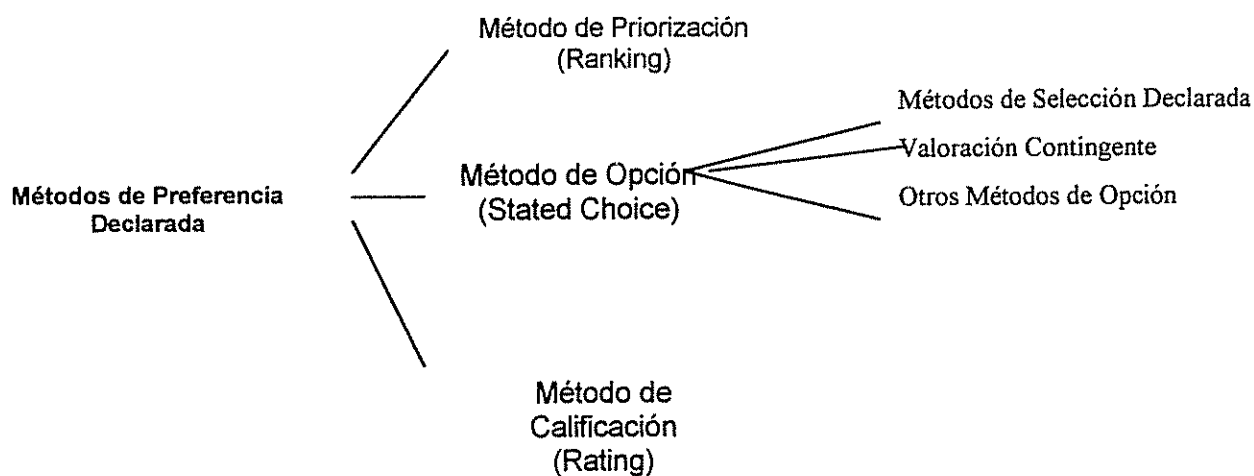 Método de Priorización
(Ranking)
Métodos de Selección Declarada
Valoración Contingente
Método de Opción
(Stated Choice)
Otros Métodos de Opción
Métodos de Preferencia
Declarada
Método de
Calificación
(Rating)